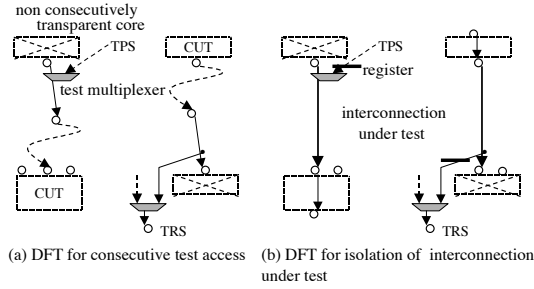 non consecutively
transparent core
TPS
CUT
test multiplexer
CUT
TRS
TPS
register
interconnection
under test
TRS
(a) DFT for consecutive test access
(b) DFT for isolation of interconnection
under test